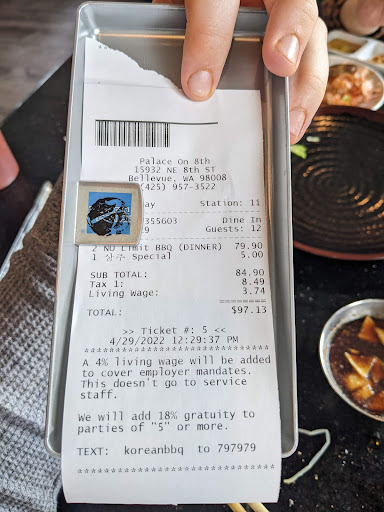 Palace On 8th
15932 NE 8th ST
Bellevue, WA 98008
(425) 957-3522
Station: 11
355603 Dine In
Guests: 12
2 NO Limit BBQ (DINNER) 79.90
1 상주 Special 5.00
SUB TOTAL: 84.90
Tax 1: 8.49
Living Wage: 3.74
========
TOTAL: $97.13
>> Ticket #: 5 <<
4/29/2022 12:29:37 PM
******************************
A 4% living wage will be added
to cover employer mandates.
This doesn't go to service
staff.
We will add 18% gratuity to
parties of "5" or more.
TEXT: koreanbbq to 797979
******************************